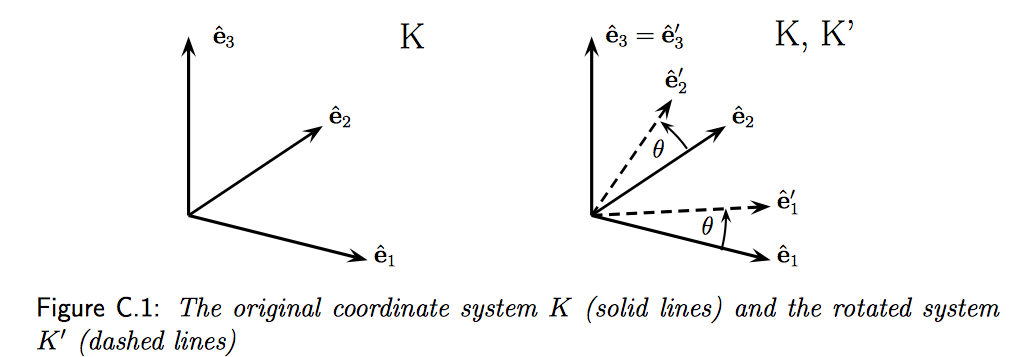 ê₃
K
ê₂
ê₁
ê₃ = ê′₃
K, K’
ê′₂
ê₂
θ
ê′₁
θ
ê₁
Figure C.1: The original coordinate system K (solid lines) and the rotated system
K′ (dashed lines)